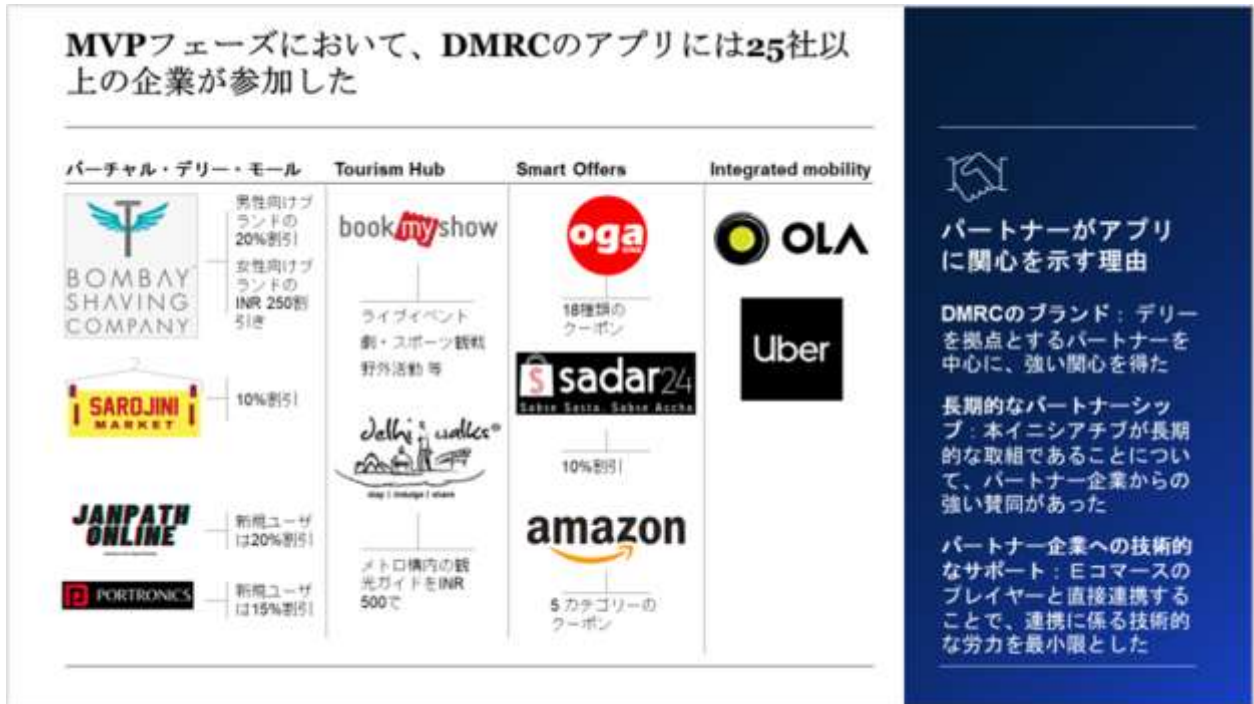 MVPフェーズにおいて、DMRCのアプリには25社以
上の企業が参加した
バーチャル・デリー・モール
男性向けブ
ランドの
20%割引
女性向けブ
ランドの
INR 250割
引き
BOMBAY
SHAVING
COMPANY
SAROJINI
MARKET
10%割引
JANPATH
ONLINE
新規ユーザ
は20%割引
PORTRONICS
新規ユーザ
は15%割引
Tourism Hub
bookmyshow
ライブイベント
劇・スポーツ観戦
野外活動 等
delhi walks®
stay | indulge | share
メトロ構内の観
光ガイドをINR
500で
Smart Offers
oga
18種類の
クーポン
S sadar24
Sabse Sasta. Sabse Accha
10%割引
amazon
5 カテゴリーの
クーポン
Integrated mobility
OLA
Uber
パートナーがアプリ
に関心を示す理由
DMRCのブランド：デリー
を拠点とするパートナーを
中心に、強い関心を得た
長期的なパートナーシッ
プ：本イニシアチブが長期
的な取組であることについ
て、パートナー企業からの
強い賛同があった
パートナー企業への技術的
なサポート：Ｅコマースの
プレイヤーと直接連携する
ことで、連携に係る技術的
な労力を最小限とした